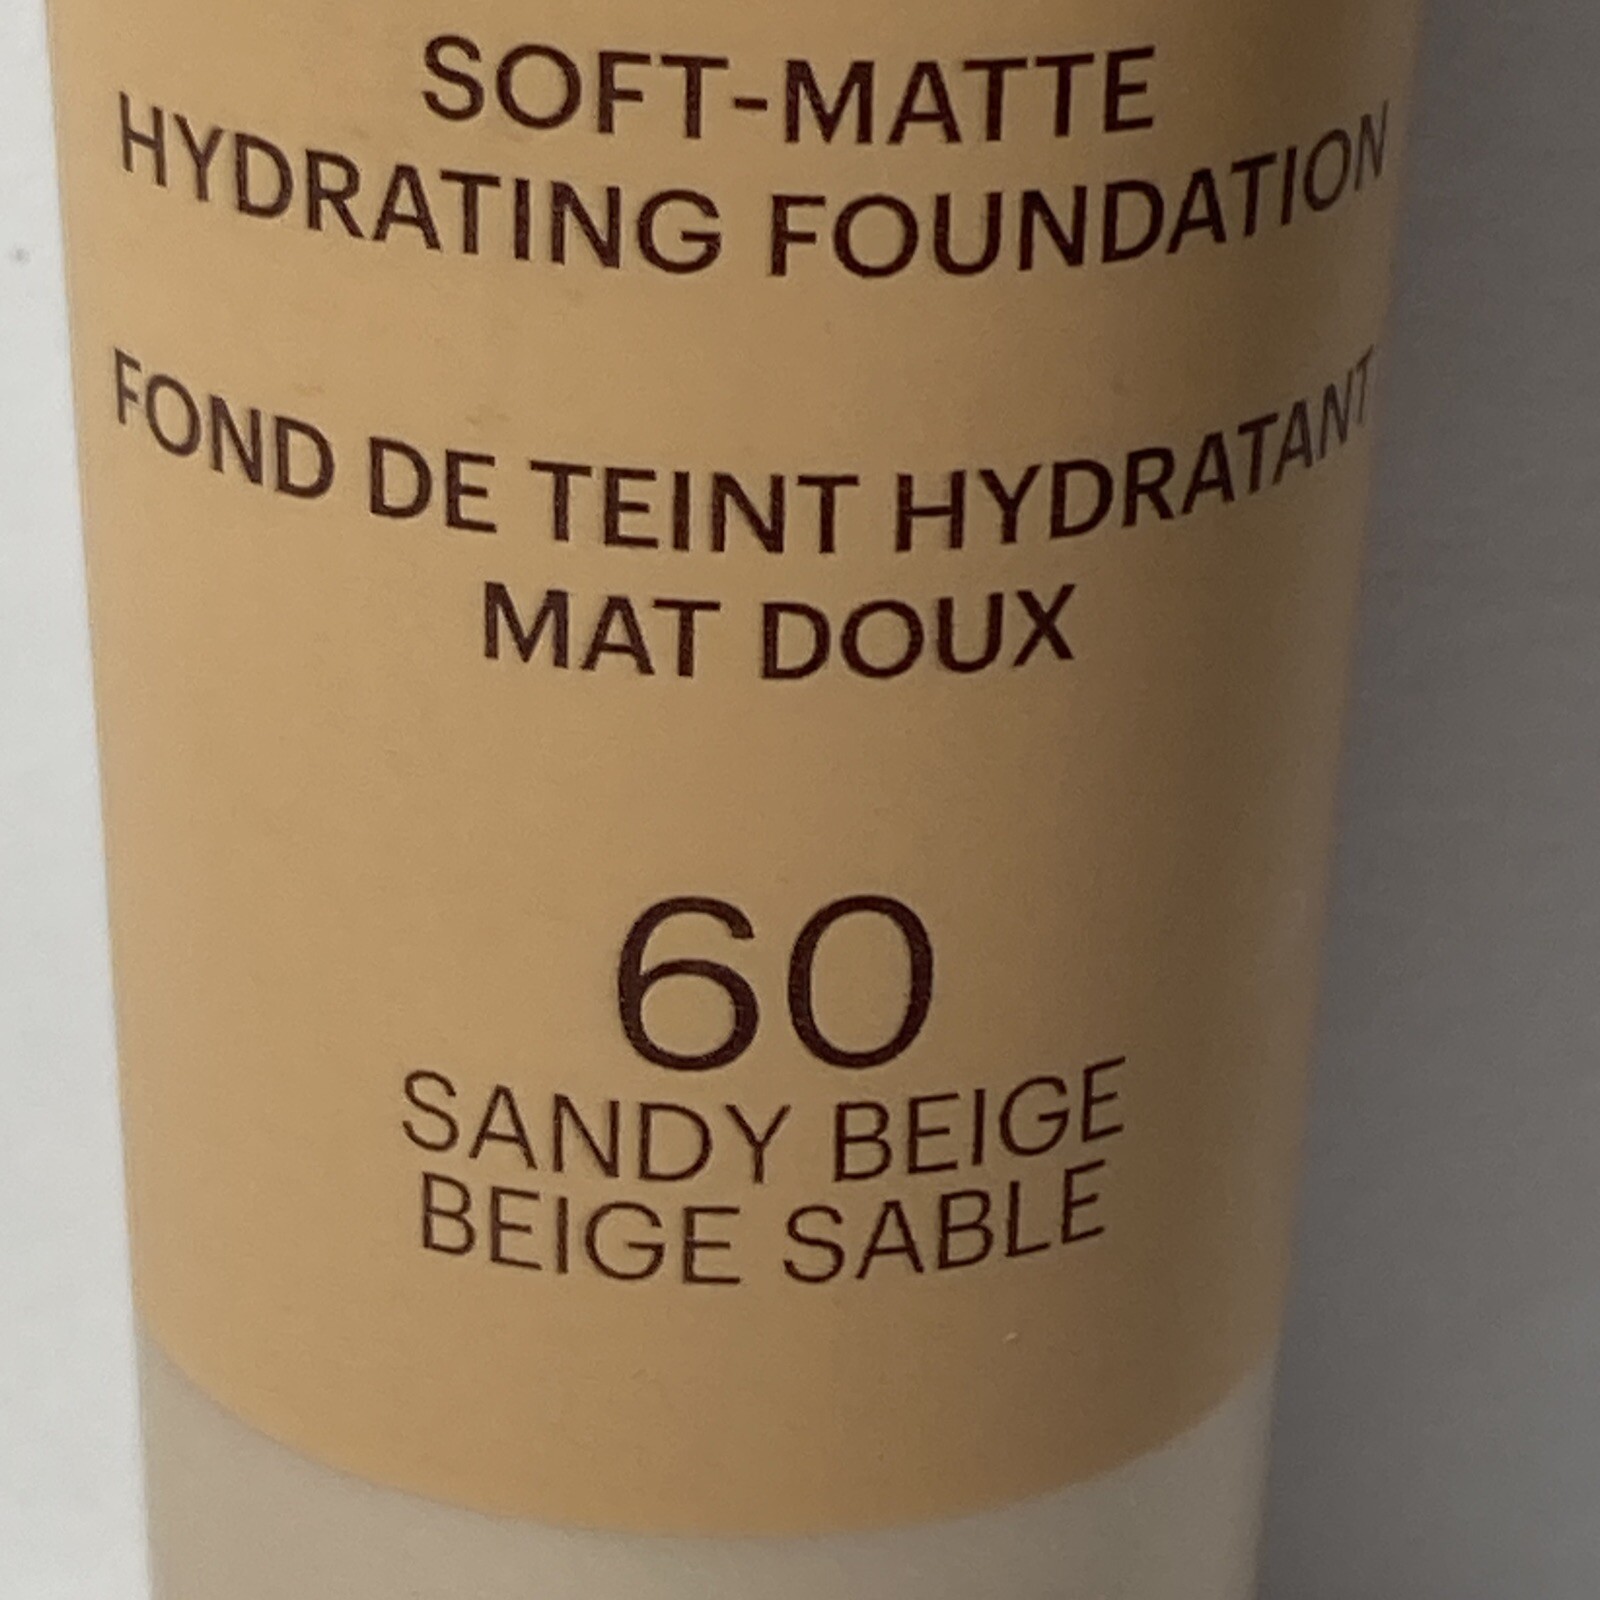 SOFT-MATTE
HYDRATING FOUNDATION
FOND DE TEINT HYDRATANT
MAT DOUX
60
SANDY BEIGE
BEIGE SABLE